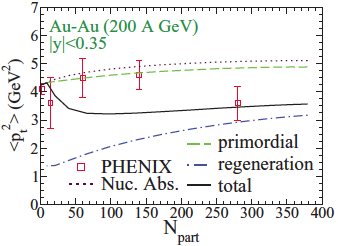 7
Au-Au (200 A GeV)
6
|y|<0.35
5
4
3
2
1
0
<p_t^2> (GeV^2)
primordial
PHENIX
regeneration
Nuc. Abs.
total
0 50 100 150 200 250 300 350 400
N_part